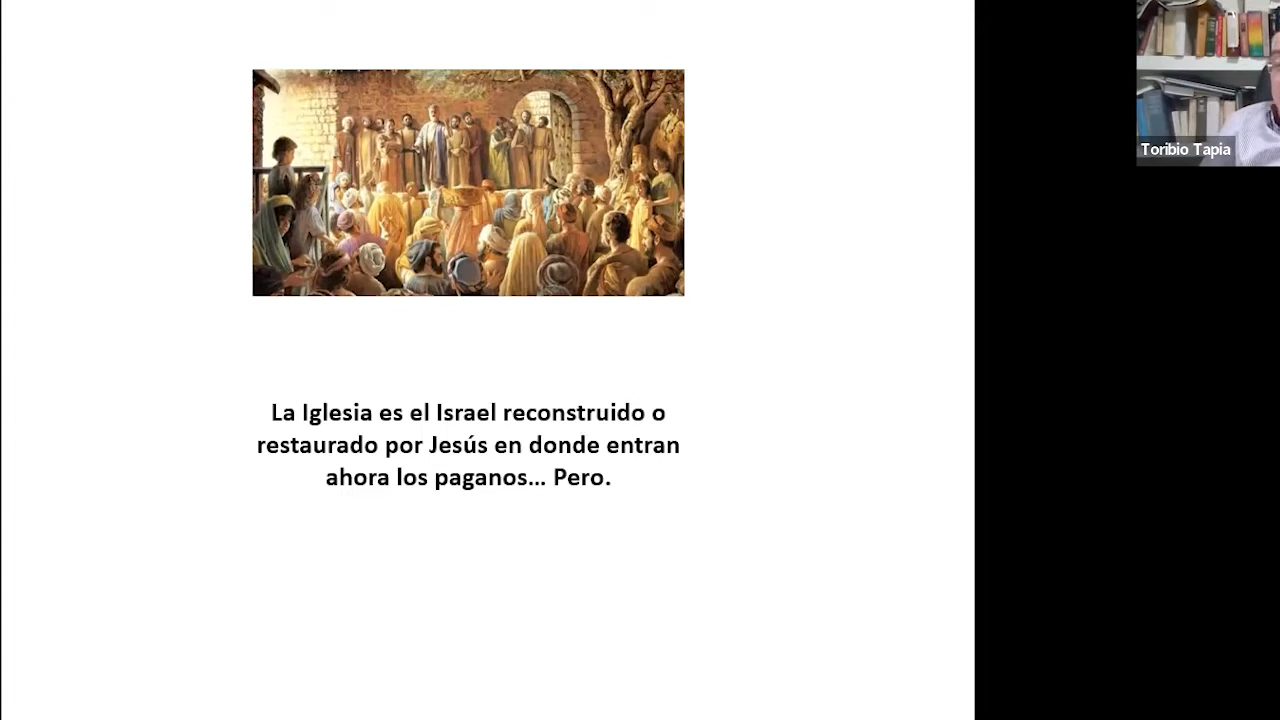 Toribio Tapia
La Iglesia es el Israel reconstruido o
restaurado por Jesús en donde entran
ahora los paganos... Pero.